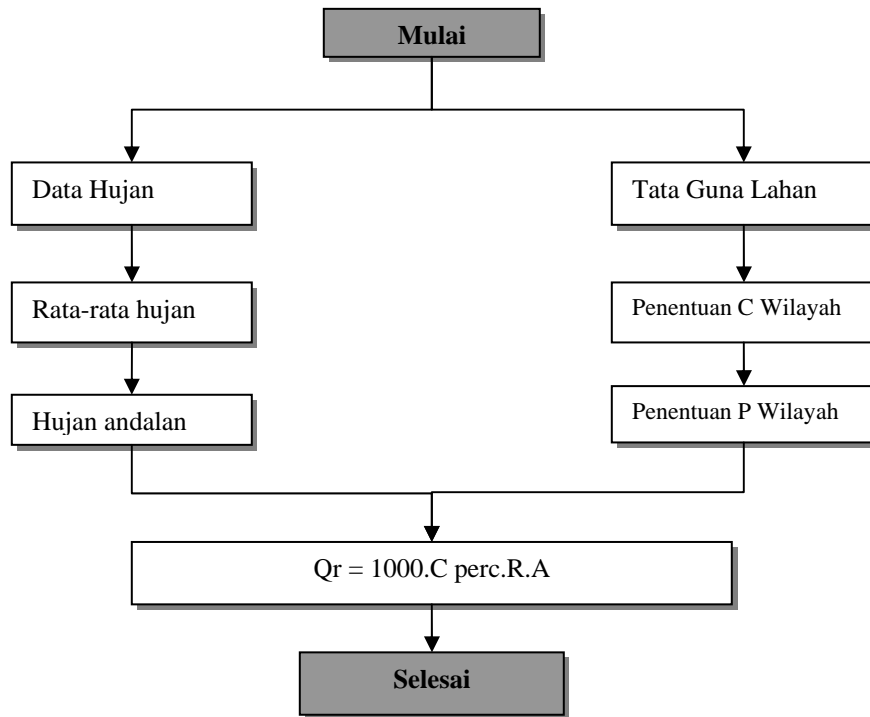 Mulai
Data Hujan
Tata Guna Lahan
Rata-rata hujan
Penentuan C Wilayah
Hujan andalan
Penentuan P Wilayah
Qr = 1000.C perc.R.A
Selesai